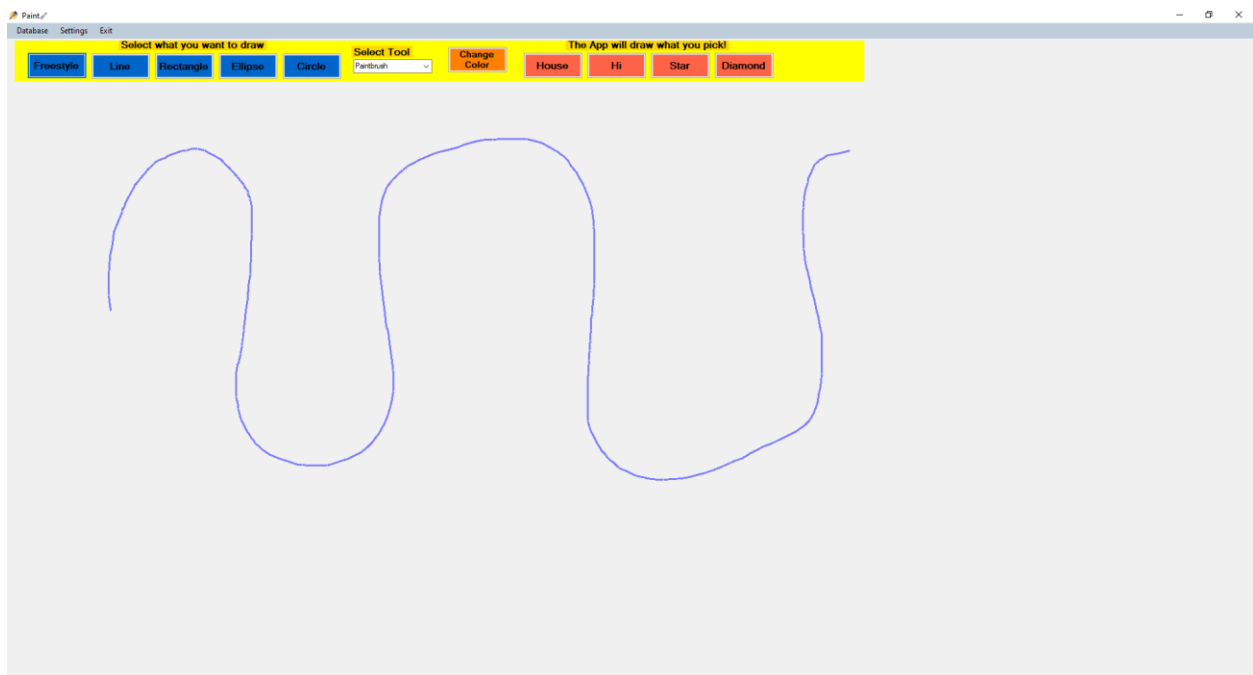 Paint
Database Settings Exit
Select what you want to draw
Freestyle Line Rectangle Ellipse Circle
Select Tool
Paintbrush
Change
Color
The App will draw what you pick!
House Hi Star Diamond